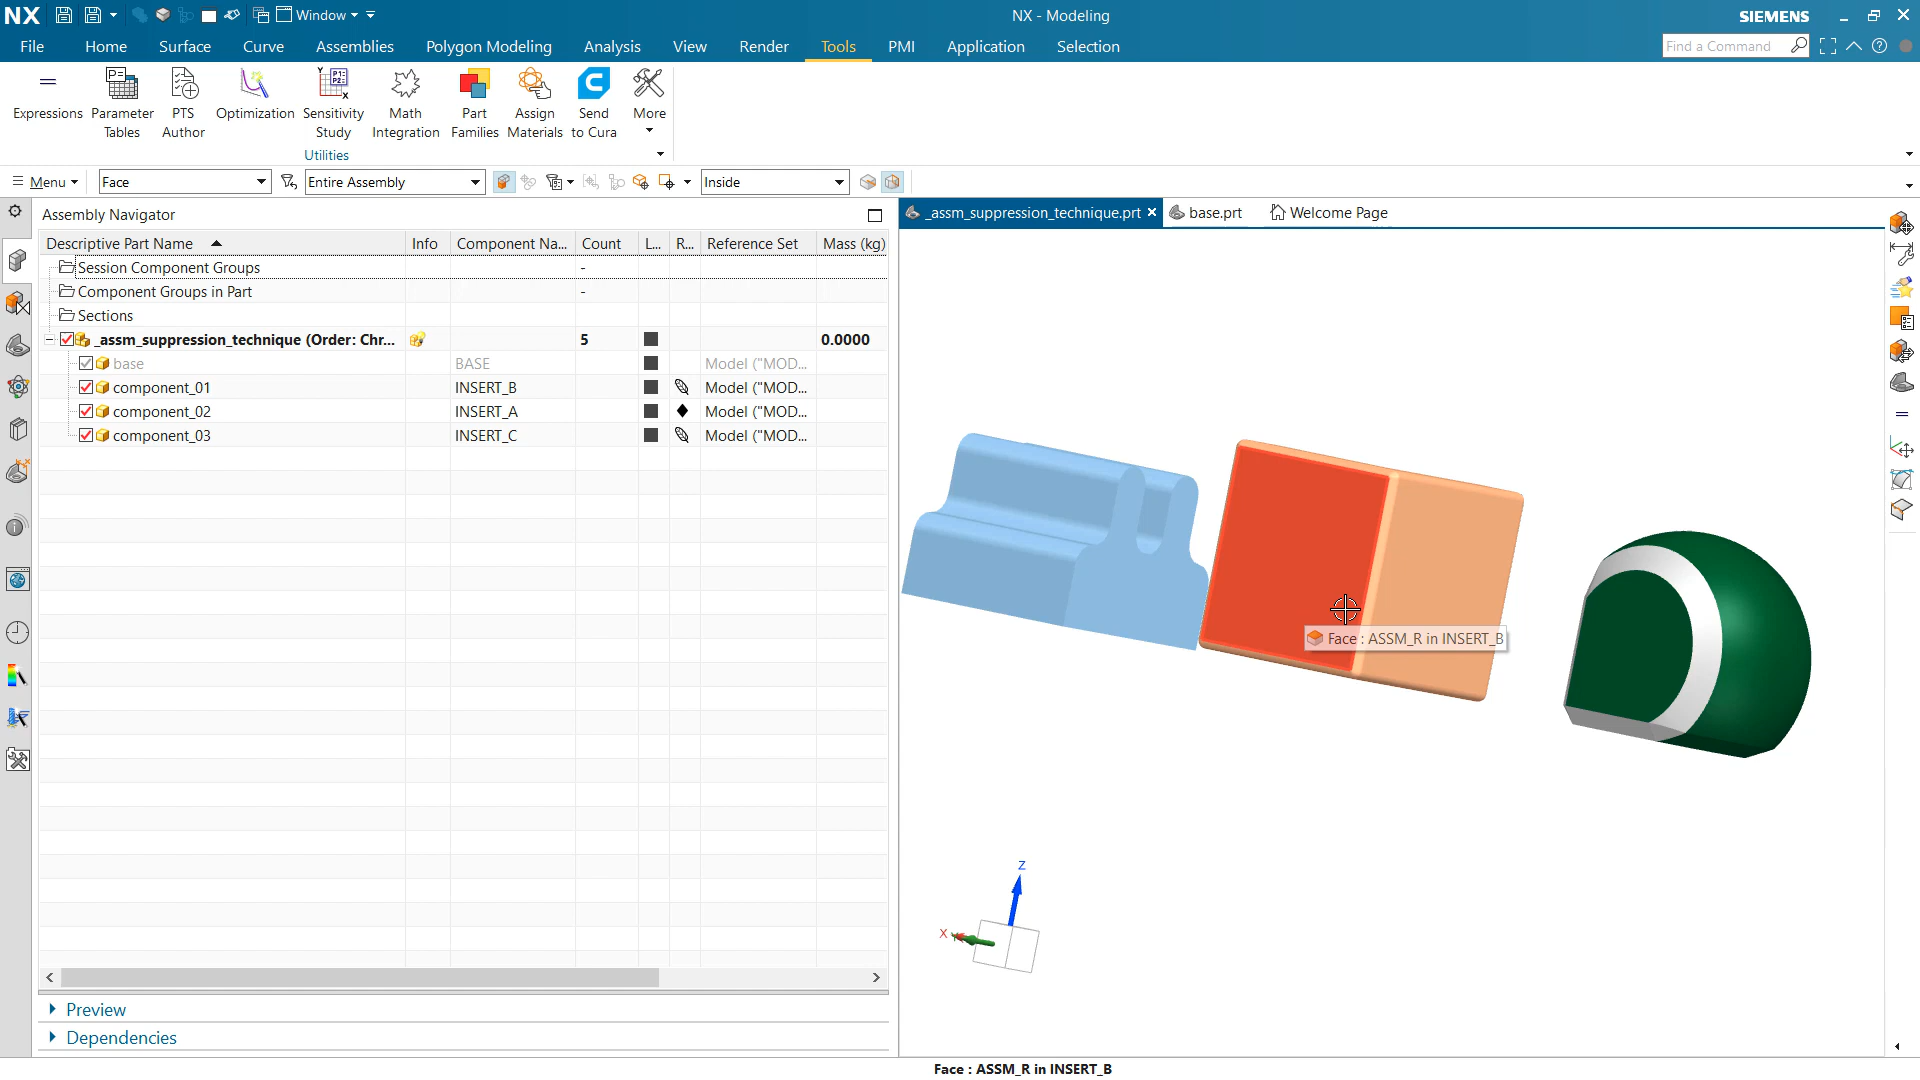 NX
Window
NX - Modeling
SIEMENS
File Home Surface Curve Assemblies Polygon Modeling Analysis View Render Tools PMI Application Selection
Find a Command
Expressions
Parameter Tables
PTS Author
Optimization
Sensitivity Study
Math Integration
Part Families
Assign Materials
Send to Cura
More
Utilities
Menu
Face
Entire Assembly
Inside
Assembly Navigator
_assm_suppression_technique.prt
base.prt
Welcome Page
Descriptive Part Name Info Component Na... Count L... R... Reference Set Mass (kg)
Session Component Groups -
Component Groups in Part -
Sections
_assm_suppression_technique (Order: Chr... 5 0.0000
base BASE Model ("MOD...
component_01 INSERT_B Model ("MOD...
component_02 INSERT_A Model ("MOD...
component_03 INSERT_C Model ("MOD...
Face : ASSM_R in INSERT_B
Z
X
Preview
Dependencies
Face : ASSM_R in INSERT_B